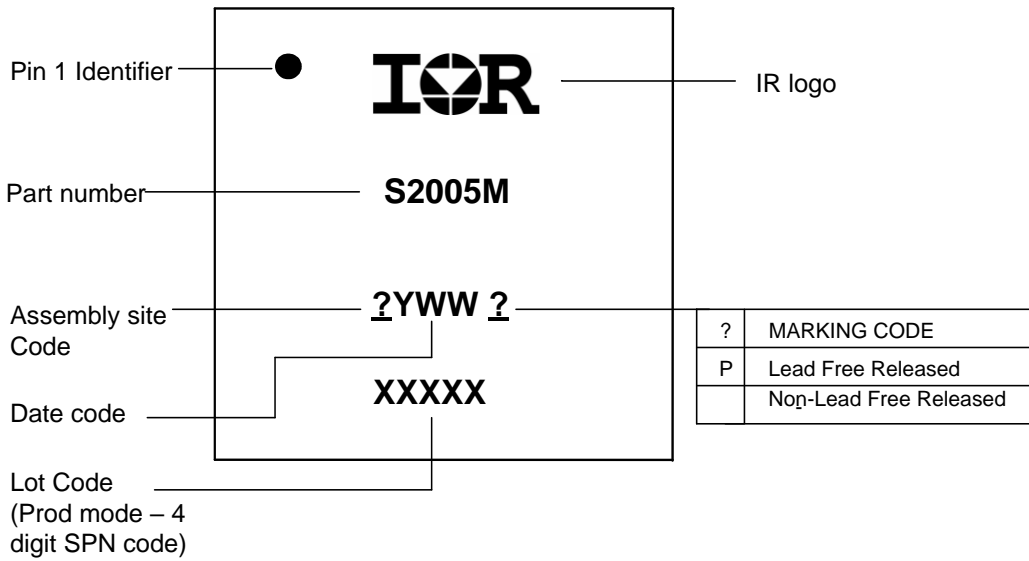 Pin 1 Identifier
IOR
IR logo
Part number
S2005M
Assembly site
Code
?YWW ?
? MARKING CODE
P Lead Free Released
Non-Lead Free Released
Date code
XXXXX
Lot Code
(Prod mode – 4
digit SPN code)